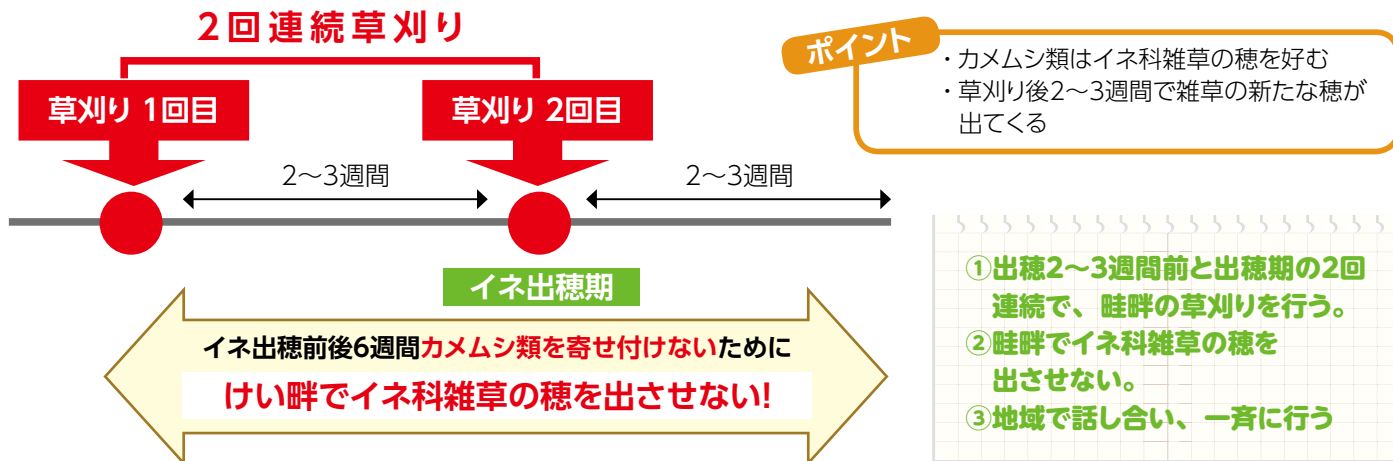 2回連続草刈り
草刈り 1回目
草刈り 2回目
2〜3週間
2〜3週間
イネ出穂期
イネ出穂前後6週間カメムシ類を寄せ付けないために
けい畔でイネ科雑草の穂を出させない!
ポイント
・カメムシ類はイネ科雑草の穂を好む
・草刈り後2〜3週間で雑草の新たな穂が
出てくる
①出穂2〜3週間前と出穂期の2回
連続で、畦畔の草刈りを行う。
②畦畔でイネ科雑草の穂を
出させない。
③地域で話し合い、一斉に行う